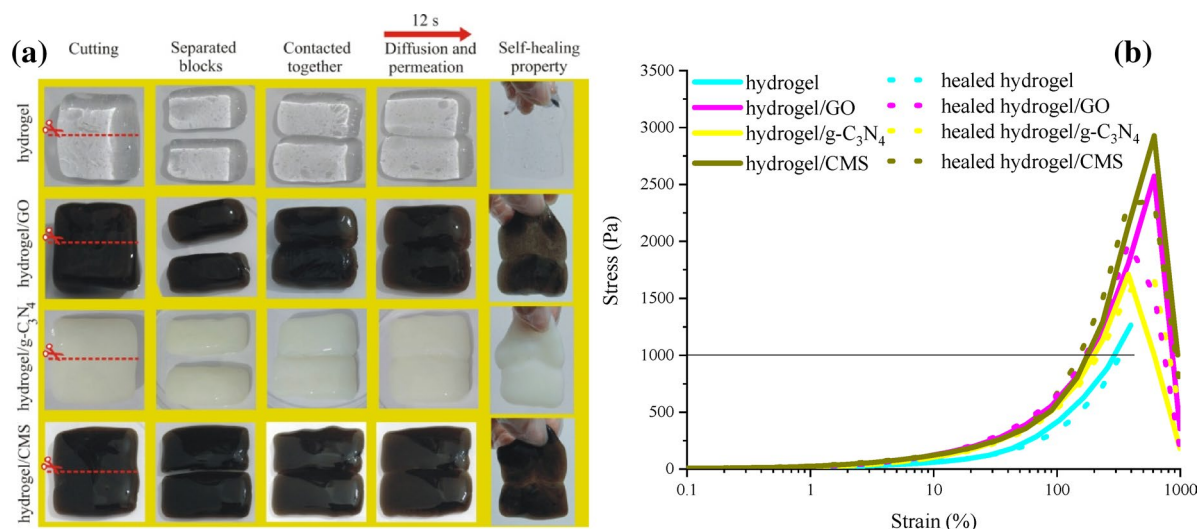 (a)
12 s
Cutting
Separated
blocks
Contacted
together
Diffusion and
permeation
Self-healing
property
hydrogel
hydrogel/GO
hydrogel/g-C₃N₄
hydrogel/CMS
(b)
3500
3000
2500
2000
1500
1000
500
0
Stress (Pa)
hydrogel
hydrogel/GO
hydrogel/g-C₃N₄
hydrogel/CMS
healed hydrogel
healed hydrogel/GO
healed hydrogel/g-C₃N₄
healed hydrogel/CMS
0.1
1
10
100
1000
Strain (%)